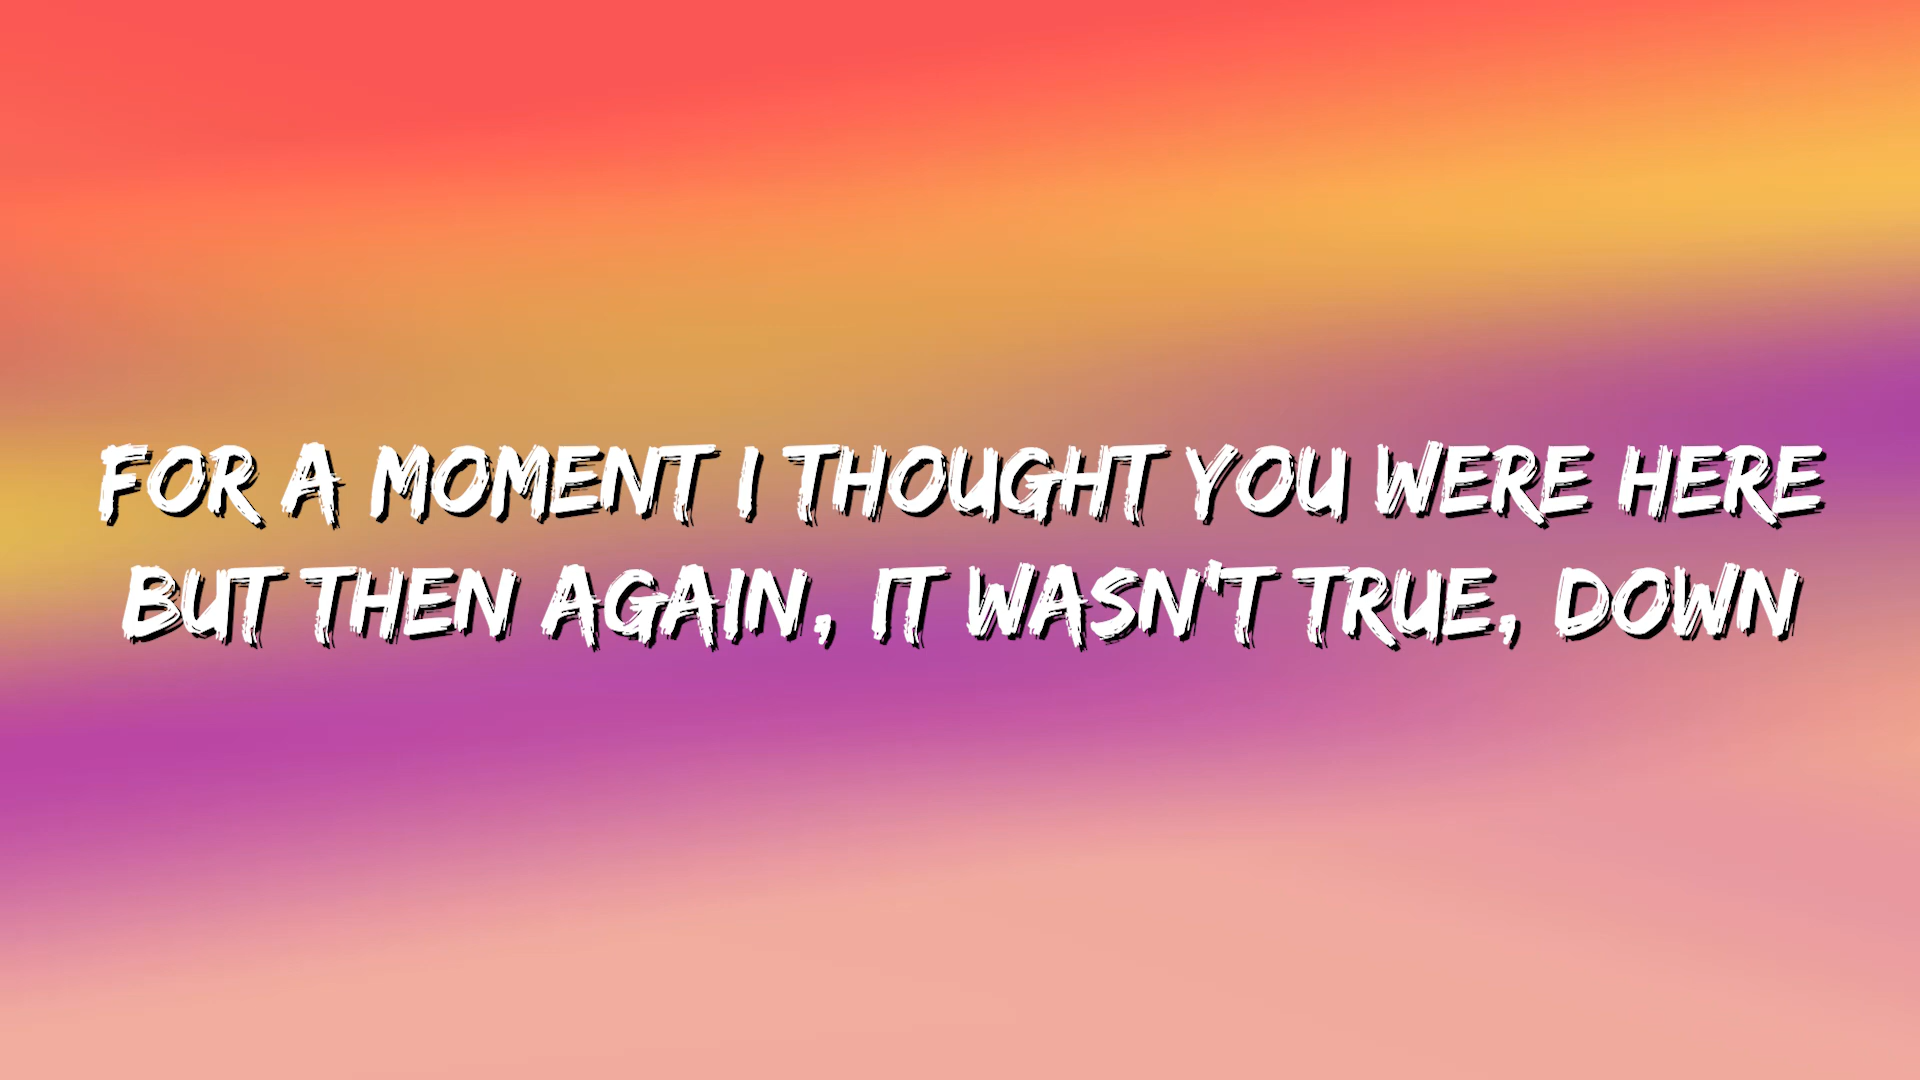 FOR A MOMENT I THOUGHT YOU WERE HERE
BUT THEN AGAIN, IT WASN'T TRUE, DOWN